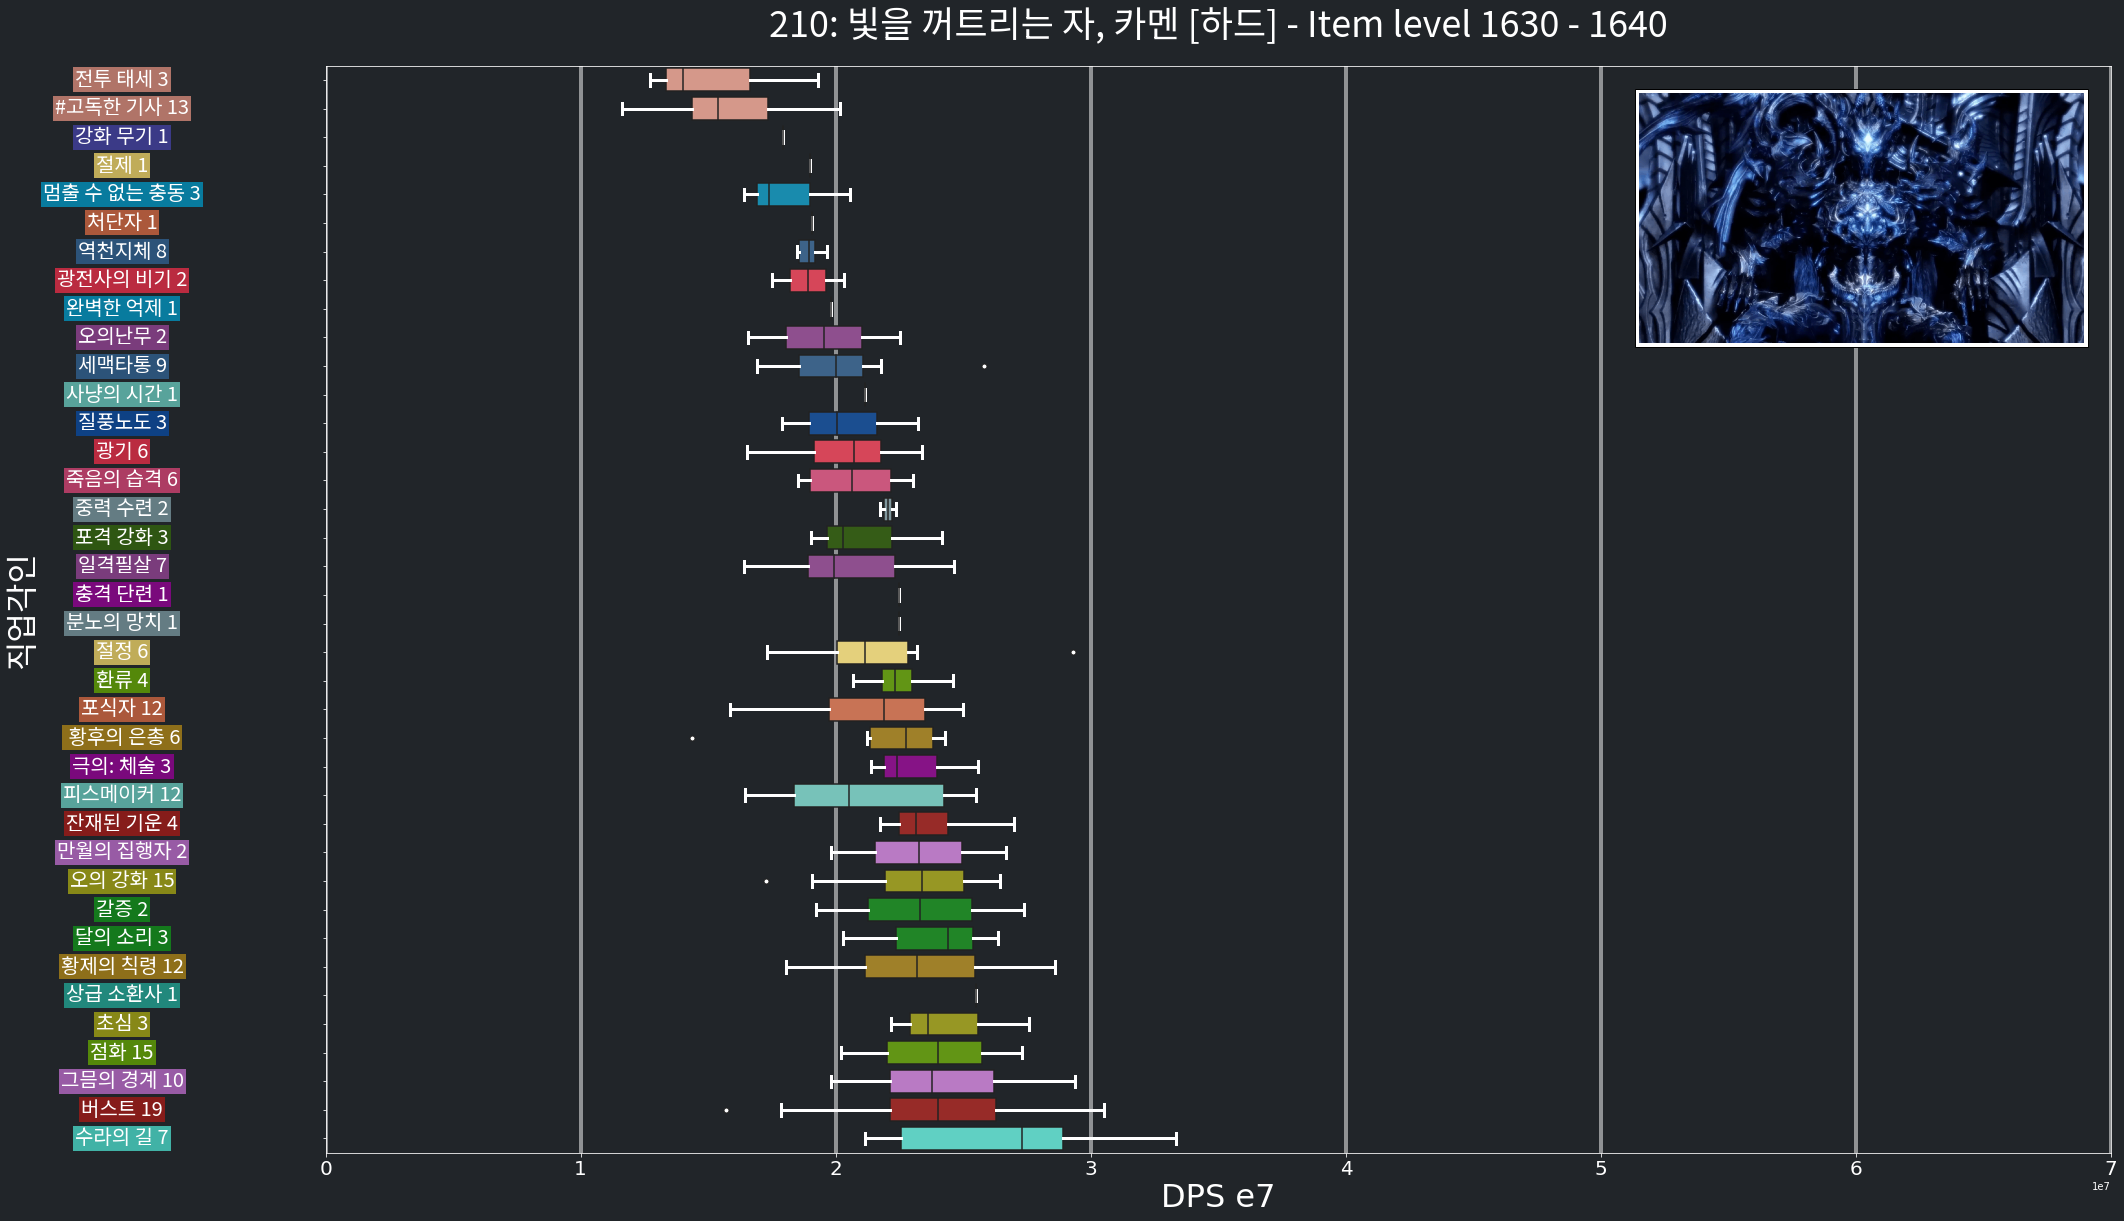 210: 빛을 꺼트리는 자, 카멘 [하드] - Item level 1630 - 1640
전투 태세 3
#고독한 기사 13
강화 무기 1
절제 1
멈출 수 없는 충동 3
처단자 1
역천지체 8
광전사의 비기 2
완벽한 억제 1
오의난무 2
세맥타통 9
사냥의 시간 1
질풍노도 3
광기 6
죽음의 습격 6
중력 수련 2
포격 강화 3
일격필살 7
충격 단련 1
분노의 망치 1
절정 6
환류 4
포식자 12
황후의 은총 6
극의: 체술 3
피스메이커 12
잔재된 기운 4
만월의 집행자 2
오의 강화 15
갈증 2
달의 소리 3
황제의 칙령 12
상급 소환사 1
초심 3
점화 15
그믐의 경계 10
버스트 19
수라의 길 7
직업각인
0 1 2 3 4 5 6 7
1e7
DPS e7